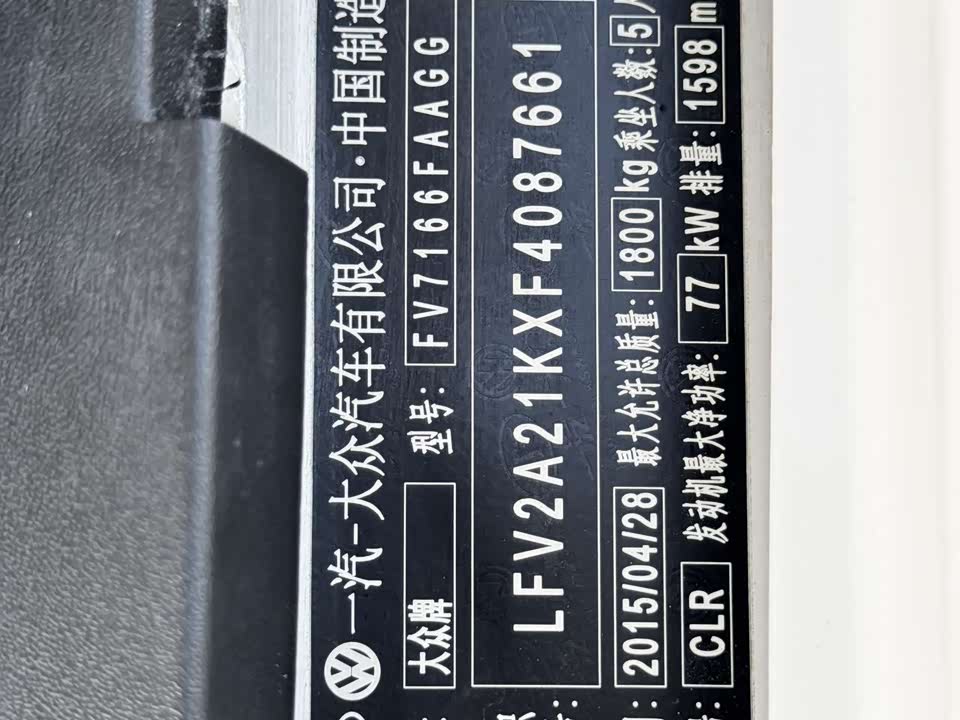 一汽-大众汽车有限公司·中国制造
大众牌 型号: FV7166FAAGG
LFV2A21KXF4087661
2015/04/28 最大允许总质量: 1800 kg 乘坐人数: 5
CLR 发动机最大净功率: 77 kW 排量: 1598 m